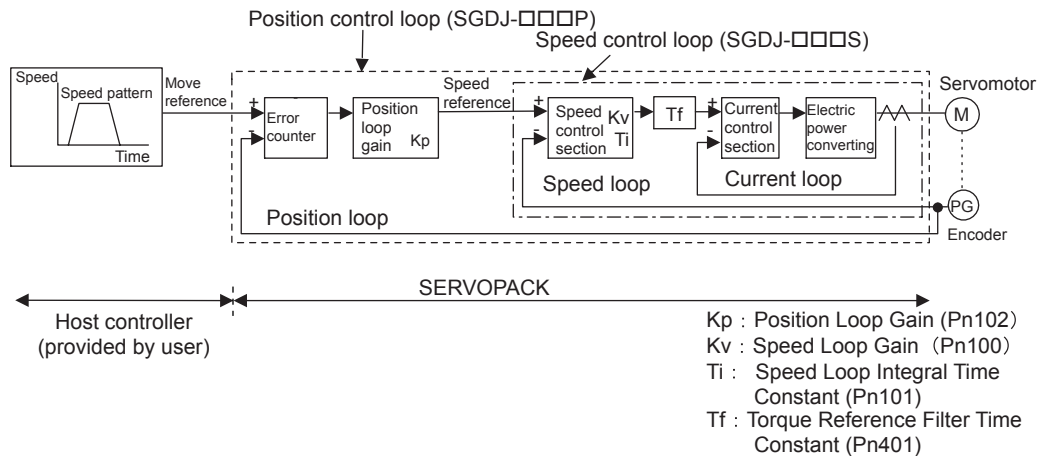 Position control loop (SGDJ-□□□P)
Speed control loop (SGDJ-□□□S)
Speed
Speed pattern
Time
Move
reference
+
-
Error
counter
Position
loop
gain Kp
Speed
reference
+
-
Speed
control
section
Kv
Ti
Tf
+
-
Current
control
section
Electric
power
converting
Servomotor
M
Speed loop
Current loop
Position loop
PG
Encoder
SERVOPACK
Host controller
(provided by user)
Kp : Position Loop Gain (Pn102)
Kv : Speed Loop Gain (Pn100)
Ti : Speed Loop Integral Time
Constant (Pn101)
Tf : Torque Reference Filter Time
Constant (Pn401)